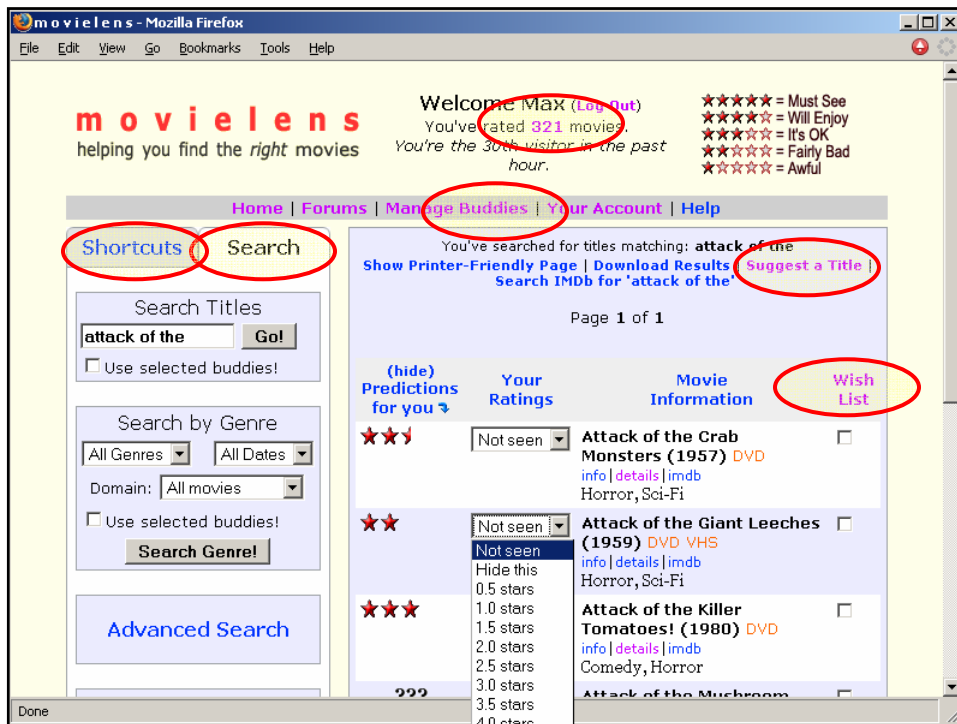 movielens - Mozilla Firefox
File Edit View Go Bookmarks Tools Help
movielens
helping you find the right movies
Welcome Max (Log Out)
You've rated 321 movies.
You're the 30th visitor in the past
hour.
★★★★★ = Must See
★★★★☆ = Will Enjoy
★★★☆☆ = It's OK
★★☆☆☆ = Fairly Bad
★☆☆☆☆ = Awful
Home | Forums | Manage Buddies | Your Account | Help
Shortcuts Search
Search Titles
attack of the Go!
Use selected buddies!
Search by Genre
All Genres All Dates
Domain: All movies
Use selected buddies!
Search Genre!
Advanced Search
You've searched for titles matching: attack of the
Show Printer-Friendly Page | Download Results | Suggest a Title |
Search IMDb for 'attack of the'
Page 1 of 1
(hide)
Predictions
for you
Your
Ratings
Movie
Information
Wish
List
Not seen
Attack of the Crab
Monsters (1957) DVD
info | details | imdb
Horror, Sci-Fi
Not seen
Attack of the Giant Leeches
(1959) DVD VHS
info | details | imdb
Horror, Sci-Fi
Not seen
Hide this
0.5 stars
1.0 stars
1.5 stars
2.0 stars
2.5 stars
3.0 stars
3.5 stars
4.0 stars
Attack of the Killer
Tomatoes! (1980) DVD
info | details | imdb
Comedy, Horror
???
Attack of the Mushroom
Done